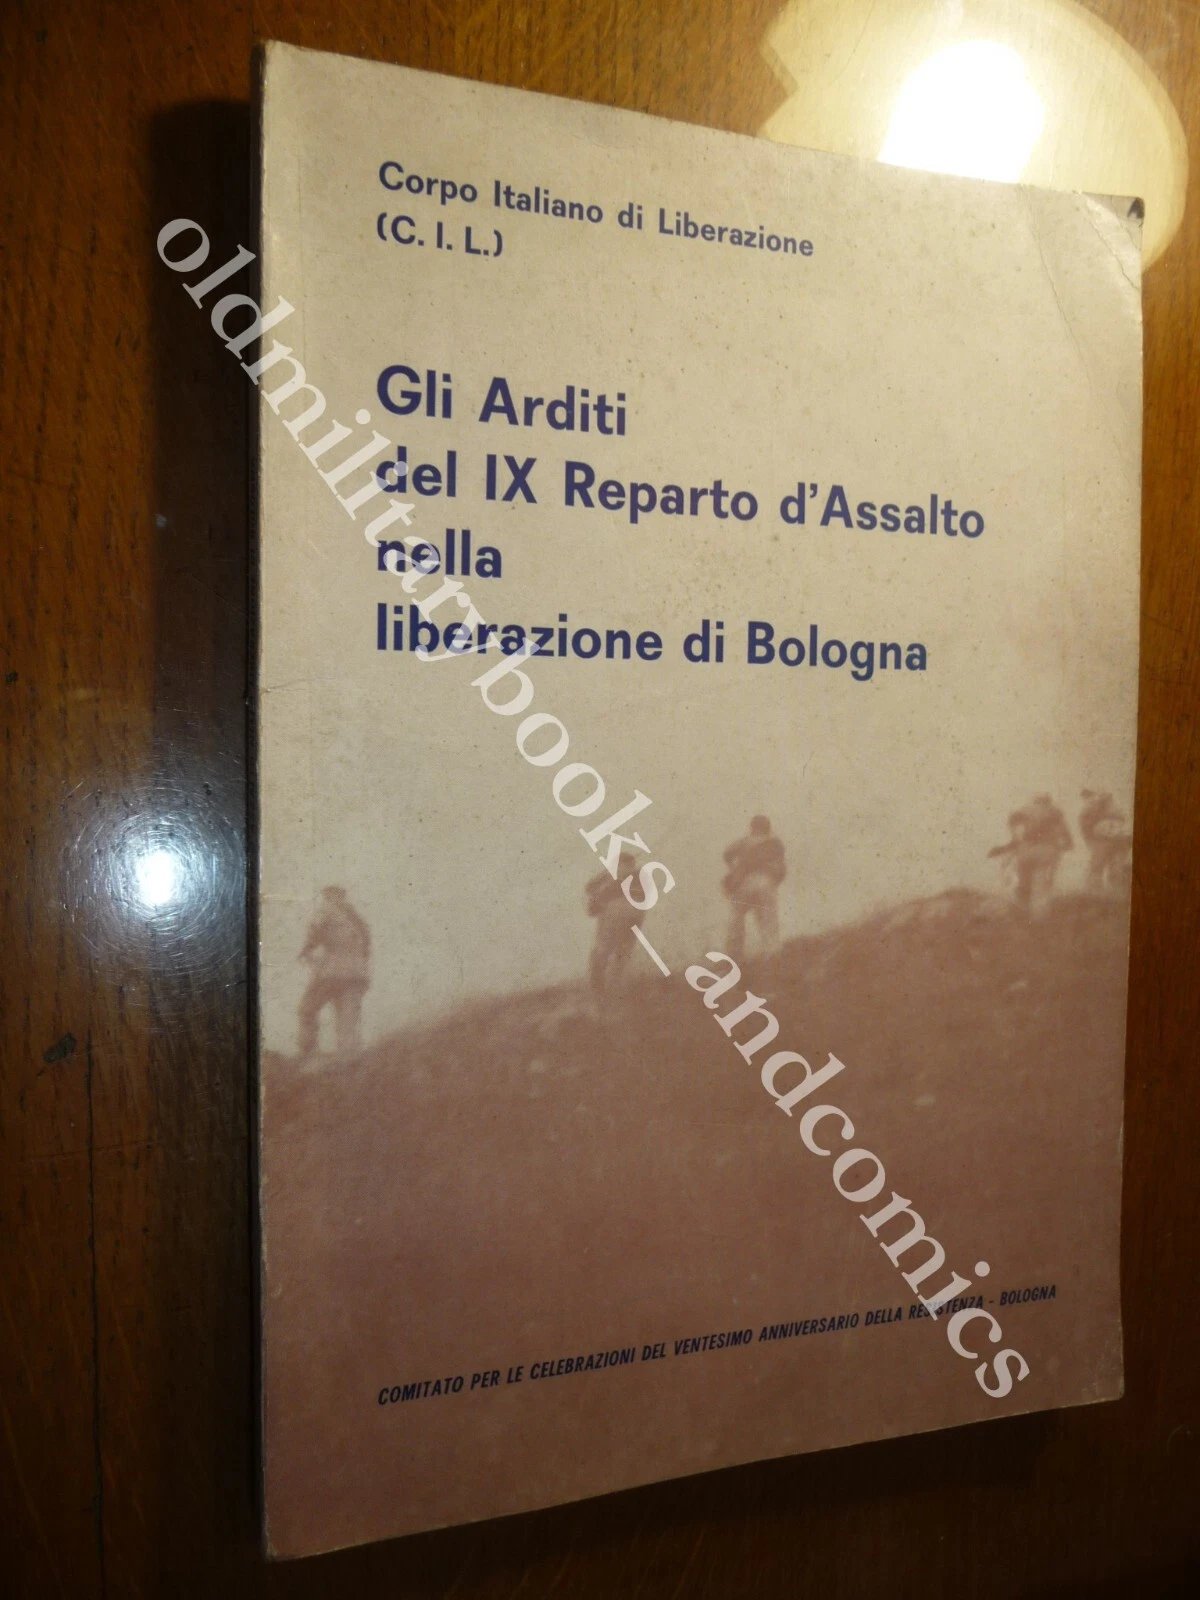 Corpo Italiano di Liberazione
(C. I. L.)
Gli Arditi
del IX Reparto d'Assalto
nella
liberazione di Bologna
COMITATO PER LE CELEBRAZIONI DEL VENTESIMO ANNIVERSARIO DELLA RESISTENZA - BOLOGNA
oldmilitarybooks_andcomics